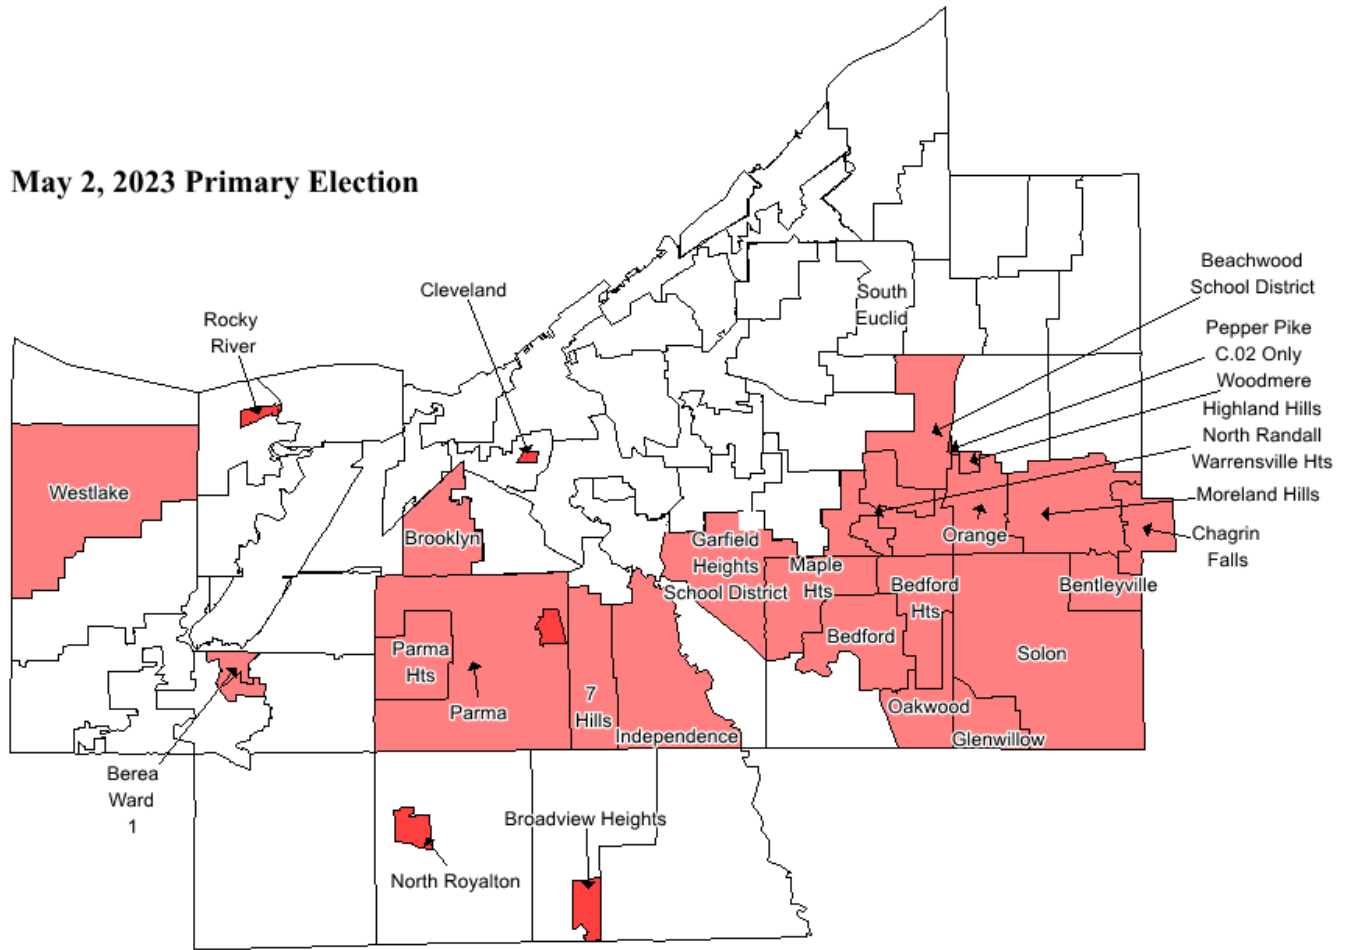 May 2, 2023 Primary Election
Beachwood
School District
Cleveland
South
Euclid
Rocky
River
Pepper Pike
C.02 Only
Woodmere
Highland Hills
North Randall
Warrensville Hts
Westlake
Moreland Hills
Brooklyn
Garfield
Heights
School District
Orange
Chagrin
Falls
Maple
Hts
Bedford
Hts
Bentleyville
Bedford
Parma
Hts
Solon
7
Hills
Parma
Oakwood
Independence
Glenwillow
Berea
Ward
1
Broadview Heights
North Royalton